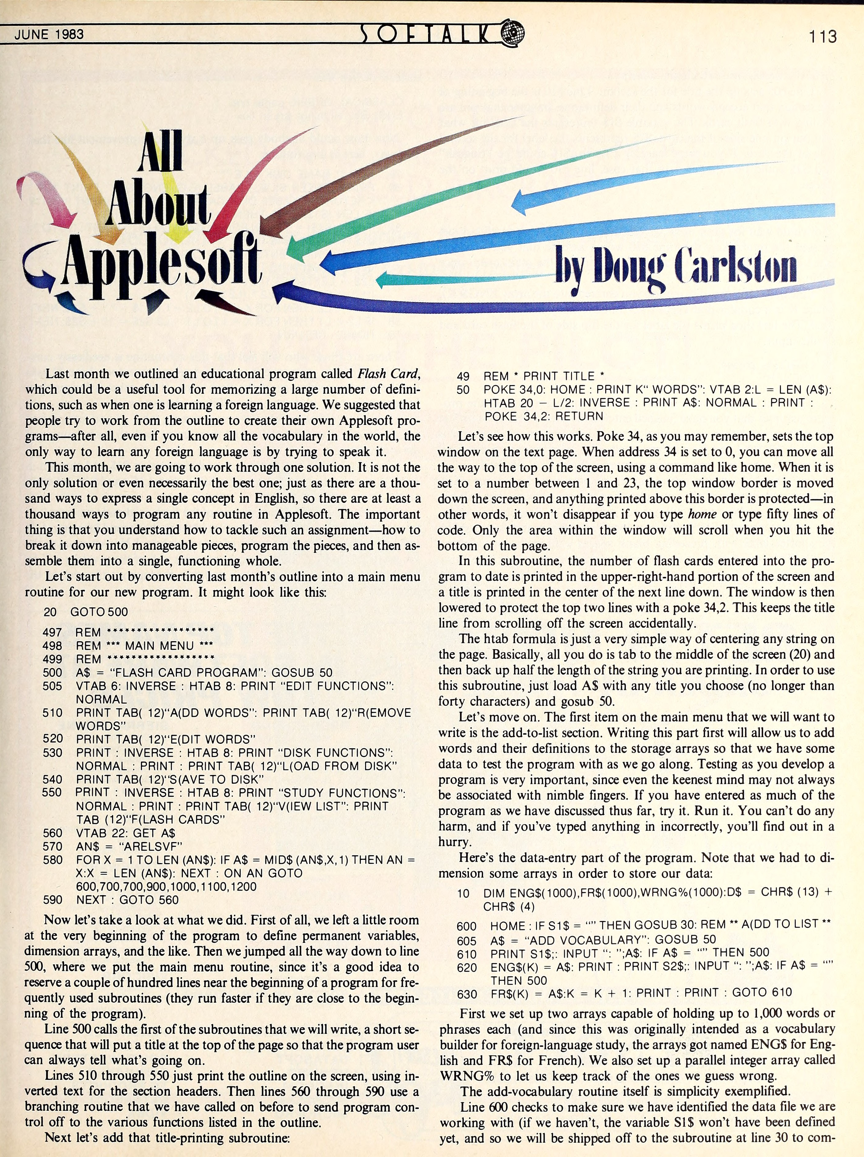 JUNE 1983
SOFTALK
113
All
About
Applesoft
by Doug Carlston
Last month we outlined an educational program called Flash Card,
which could be a useful tool for memorizing a large number of defini-
tions, such as when one is learning a foreign language. We suggested that
people try to work from the outline to create their own Applesoft pro-
grams—after all, even if you know all the vocabulary in the world, the
only way to learn any foreign language is by trying to speak it.
This month, we are going to work through one solution. It is not the
only solution or even necessarily the best one; just as there are a thou-
sand ways to express a single concept in English, so there are at least a
thousand ways to program any routine in Applesoft. The important
thing is that you understand how to tackle such an assignment—how to
break it down into manageable pieces, program the pieces, and then as-
semble them into a single, functioning whole.
Let's start out by converting last month's outline into a main menu
routine for our new program. It might look like this:
20 GOTO 500
497 REM ******************
498 REM *** MAIN MENU ***
499 REM ******************
500 A$ = "FLASH CARD PROGRAM": GOSUB 50
505 VTAB 6: INVERSE : HTAB 8: PRINT "EDIT FUNCTIONS":
NORMAL
510 PRINT TAB( 12)"A(DD WORDS": PRINT TAB( 12)"R(EMOVE
WORDS"
520 PRINT TAB( 12)"E(DIT WORDS"
530 PRINT : INVERSE : HTAB 8: PRINT "DISK FUNCTIONS":
NORMAL : PRINT : PRINT TAB( 12)"L(OAD FROM DISK"
540 PRINT TAB( 12)"S(AVE TO DISK"
550 PRINT : INVERSE : HTAB 8: PRINT "STUDY FUNCTIONS":
NORMAL : PRINT : PRINT TAB( 12)"V(IEW LIST": PRINT
TAB (12)"F(LASH CARDS"
560 VTAB 22: GET A$
570 AN$ = "ARELSVF"
580 FOR X = 1 TO LEN (AN$): IF A$ = MID$ (AN$,X,1) THEN AN =
X:X = LEN (AN$): NEXT : ON AN GOTO
600,700,700,900,1000,1100,1200
590 NEXT : GOTO 560
Now let's take a look at what we did. First of all, we left a little room
at the very beginning of the program to define permanent variables,
dimension arrays, and the like. Then we jumped all the way down to line
500, where we put the main menu routine, since it's a good idea to
reserve a couple of hundred lines near the beginning of a program for fre-
quently used subroutines (they run faster if they are close to the begin-
ning of the program).
Line 500 calls the first of the subroutines that we will write, a short se-
quence that will put a title at the top of the page so that the program user
can always tell what's going on.
Lines 510 through 550 just print the outline on the screen, using in-
verted text for the section headers. Then lines 560 through 590 use a
branching routine that we have called on before to send program con-
trol off to the various functions listed in the outline.
Next let's add that title-printing subroutine:
49 REM * PRINT TITLE *
50 POKE 34,0: HOME : PRINT K" WORDS": VTAB 2:L = LEN (A$):
HTAB 20 − L/2: INVERSE : PRINT A$: NORMAL : PRINT :
POKE 34,2: RETURN
Let's see how this works. Poke 34, as you may remember, sets the top
window on the text page. When address 34 is set to 0, you can move all
the way to the top of the screen, using a command like home. When it is
set to a number between 1 and 23, the top window border is moved
down the screen, and anything printed above this border is protected—in
other words, it won't disappear if you type home or type fifty lines of
code. Only the area within the window will scroll when you hit the
bottom of the page.
In this subroutine, the number of flash cards entered into the pro-
gram to date is printed in the upper-right-hand portion of the screen and
a title is printed in the center of the next line down. The window is then
lowered to protect the top two lines with a poke 34,2. This keeps the title
line from scrolling off the screen accidentally.
The htab formula is just a very simple way of centering any string on
the page. Basically, all you do is tab to the middle of the screen (20) and
then back up half the length of the string you are printing. In order to use
this subroutine, just load A$ with any title you choose (no longer than
forty characters) and gosub 50.
Let's move on. The first item on the main menu that we will want to
write is the add-to-list section. Writing this part first will allow us to add
words and their definitions to the storage arrays so that we have some
data to test the program with as we go along. Testing as you develop a
program is very important, since even the keenest mind may not always
be associated with nimble fingers. If you have entered as much of the
program as we have discussed thus far, try it. Run it. You can't do any
harm, and if you've typed anything in incorrectly, you'll find out in a
hurry.
Here's the data-entry part of the program. Note that we had to di-
mension some arrays in order to store our data:
10 DIM ENG$(1000),FR$(1000),WRNG%(1000):D$ = CHR$ (13) +
CHR$ (4)
600 HOME : IF S1$ = "" THEN GOSUB 30: REM ** A(DD TO LIST **
605 A$ = "ADD VOCABULARY": GOSUB 50
610 PRINT S1$;: INPUT ": ";A$: IF A$ = "" THEN 500
620 ENG$(K) = A$: PRINT : PRINT S2$;: INPUT ": ";A$: IF A$ = ""
THEN 500
630 FR$(K) = A$:K = K + 1: PRINT : PRINT : GOTO 610
First we set up two arrays capable of holding up to 1,000 words or
phrases each (and since this was originally intended as a vocabulary
builder for foreign-language study, the arrays got named ENG$ for Eng-
lish and FR$ for French). We also set up a parallel integer array called
WRNG% to let us keep track of the ones we guess wrong.
The add-vocabulary routine itself is simplicity exemplified.
Line 600 checks to make sure we have identified the data file we are
working with (if we haven't, the variable S1$ won't have been defined
yet, and so we will be shipped off to the subroutine at line 30 to com-